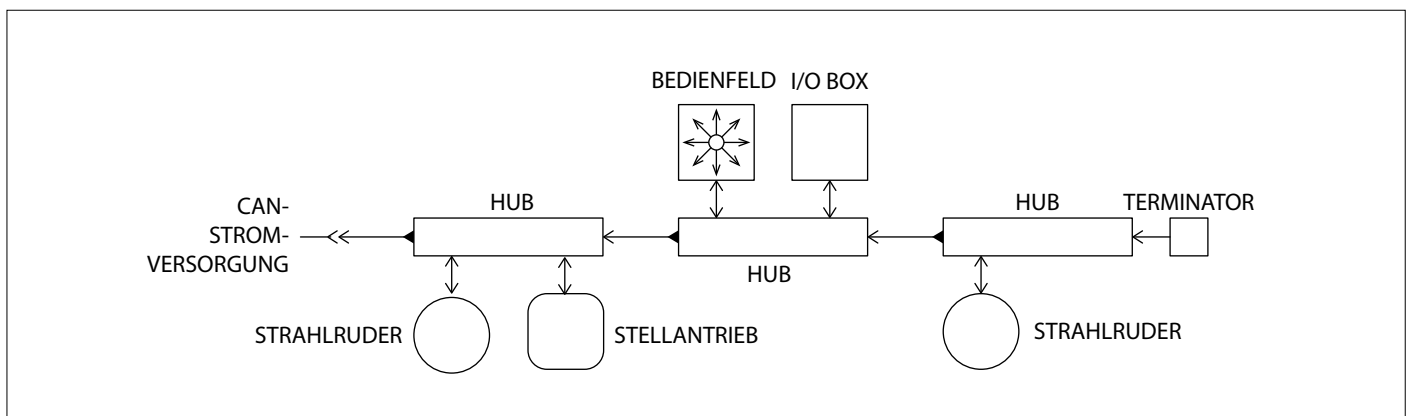 BEDIENFELD
I/O BOX
HUB
HUB
TERMINATOR
CAN-
STROM-
VERSORGUNG
HUB
STRAHLRUDER
STELLANTRIEB
STRAHLRUDER